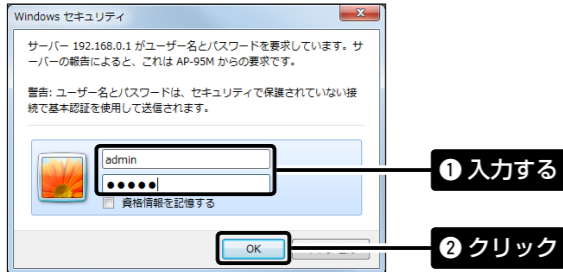 Windows セキュリティ
サーバー 192.168.0.1 がユーザー名とパスワードを要求しています。サ
ーバーの報告によると、これは AP-95M からの要求です。
警告: ユーザー名とパスワードは、セキュリティで保護されていない接
続で基本認証を使用して送信されます。
admin
●●●●●
資格情報を記憶する
❶ 入力する
OK
❷ クリック